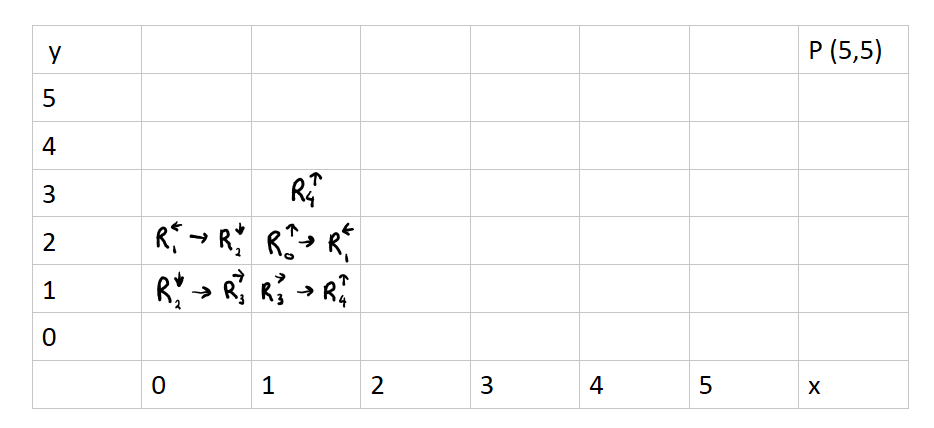 y P (5,5)
5
4
3 R₄↑
2 R₁← → R₂↓ R₀↑ → R₁←
1 R₂↓ → R₃→ R₃→ → R₄↑
0
0 1 2 3 4 5 x